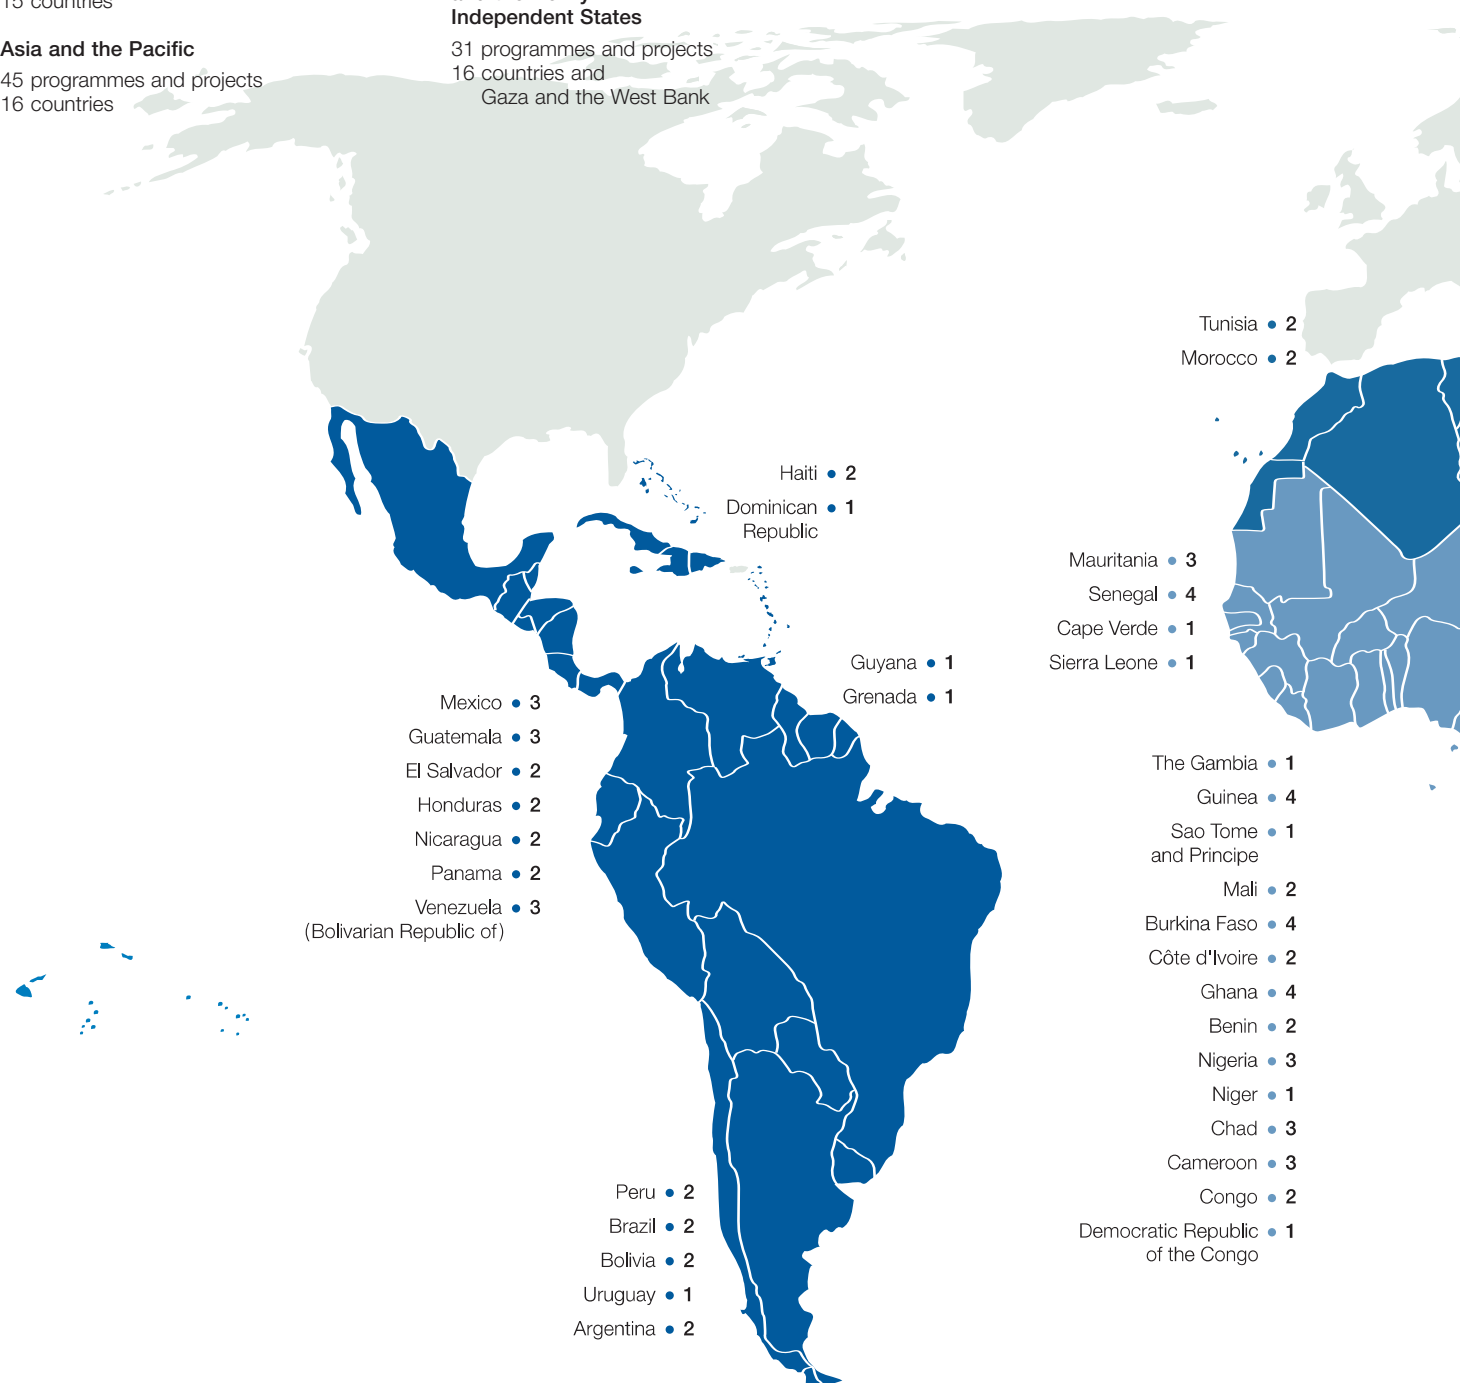 15 countries
Asia and the Pacific
45 programmes and projects
16 countries
Independent States
31 programmes and projects
16 countries and
Gaza and the West Bank
Tunisia • 2
Morocco • 2
Haiti • 2
Dominican • 1
Republic
Mauritania • 3
Senegal • 4
Cape Verde • 1
Sierra Leone • 1
Guyana • 1
Grenada • 1
Mexico • 3
Guatemala • 3
El Salvador • 2
Honduras • 2
Nicaragua • 2
Panama • 2
Venezuela • 3
(Bolivarian Republic of)
The Gambia • 1
Guinea • 4
Sao Tome • 1
and Principe
Mali • 2
Burkina Faso • 4
Côte d'Ivoire • 2
Ghana • 4
Benin • 2
Nigeria • 3
Niger • 1
Chad • 3
Cameroon • 3
Congo • 2
Democratic Republic • 1
of the Congo
Peru • 2
Brazil • 2
Bolivia • 2
Uruguay • 1
Argentina • 2